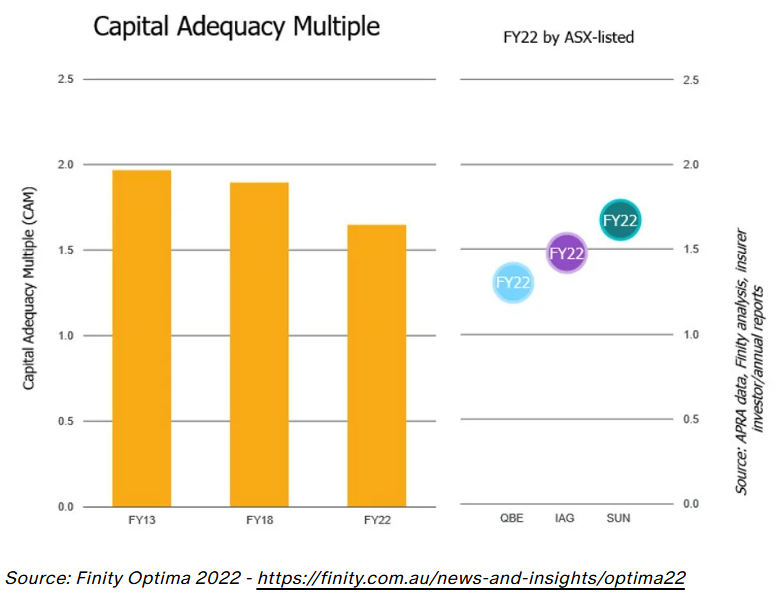 Capital Adequacy Multiple
FY22 by ASX-listed
Capital Adequacy Multiple (CAM)
2.5
2.0
1.5
1.0
0.5
0.0
FY13
FY18
FY22
FY22
FY22
FY22
2.5
2.0
1.5
1.0
0.5
0.0
QBE
IAG
SUN
Source: APRA data, Finity analysis, insurer
investor/annual reports
Source: Finity Optima 2022 - https://finity.com.au/news-and-insights/optima22